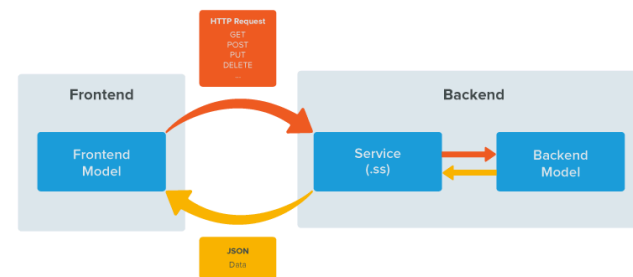 HTTP Request
GET
POST
PUT
DELETE
...
Frontend
Backend
Frontend
Model
Service
(.ss)
Backend
Model
JSON
Data